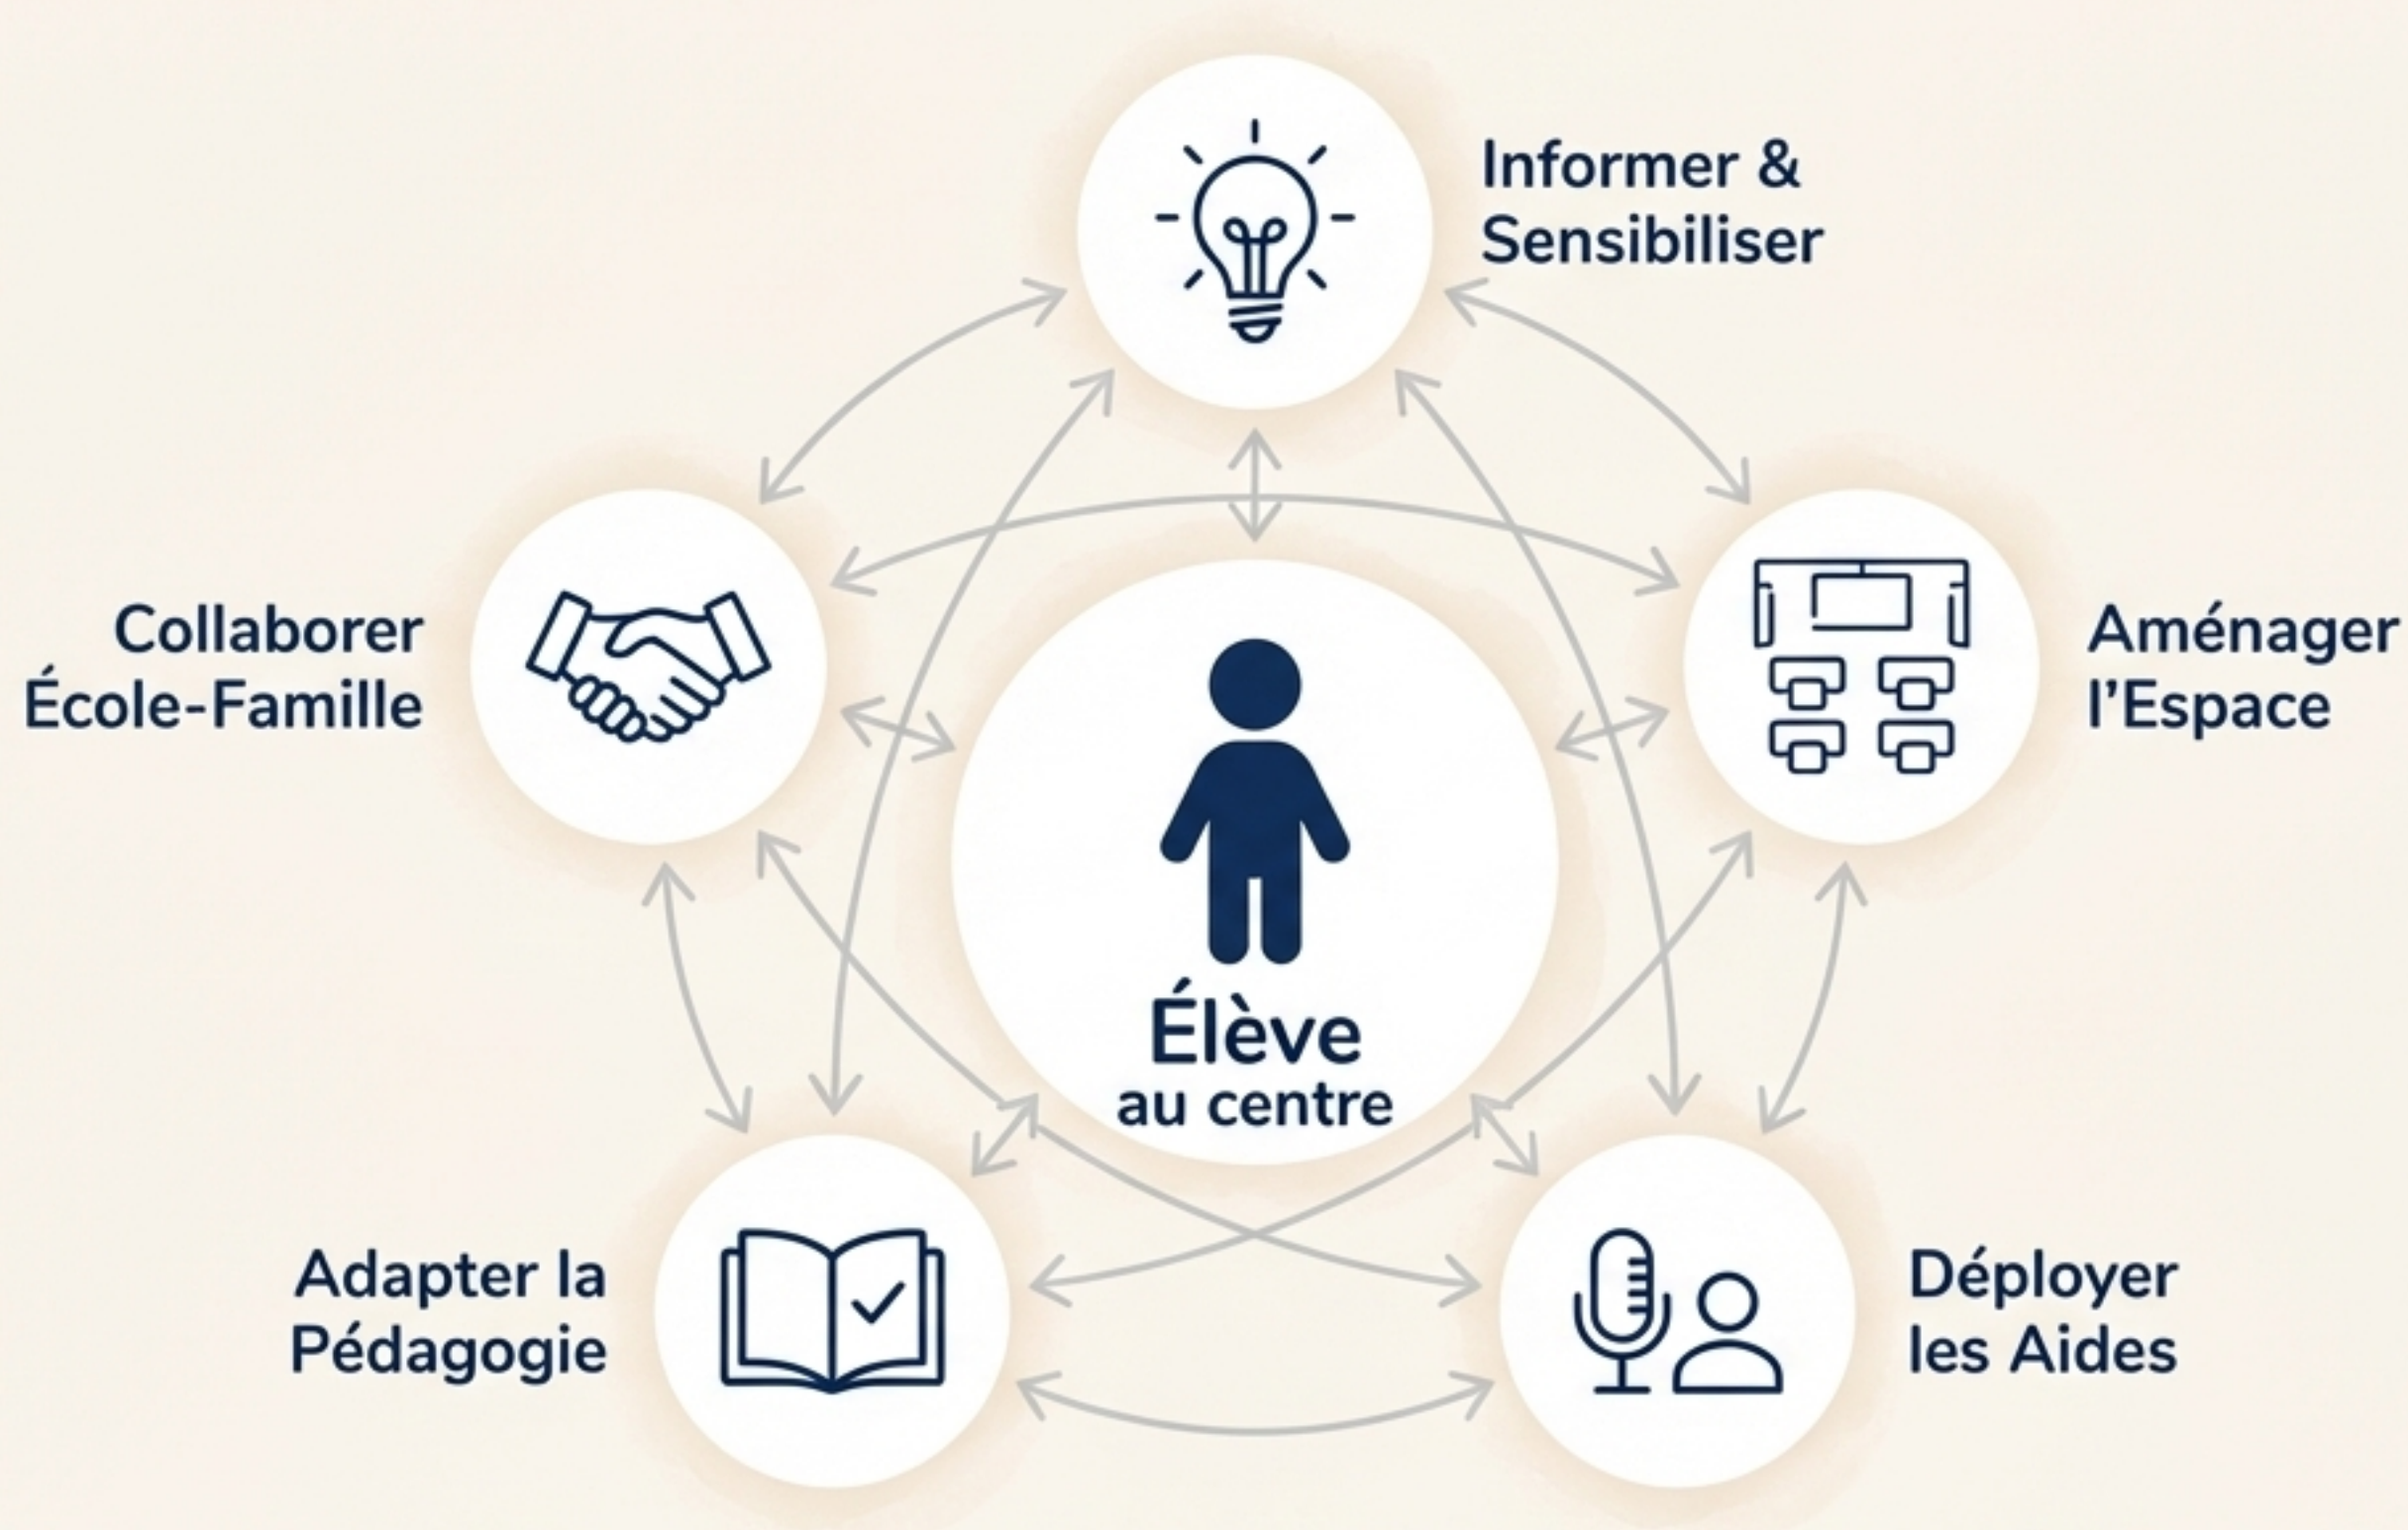 Informer &
Sensibiliser
Collaborer
École-Famille
Aménager
l’Espace
Élève
au centre
Adapter la
Pédagogie
Déployer
les Aides